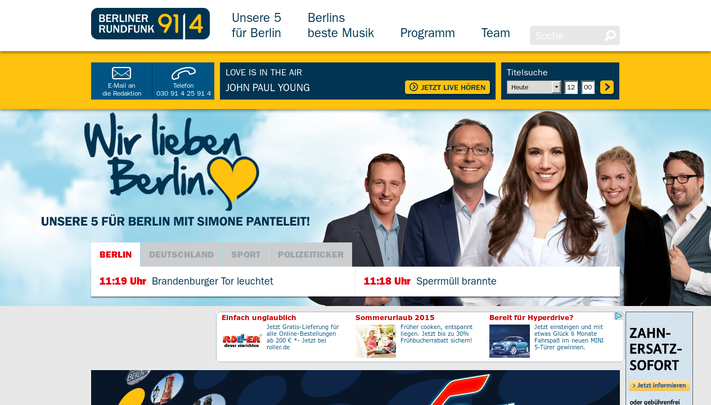 BERLINER
RUNDFUNK 91 4
Unsere 5
für Berlin
Berlins
beste Musik
Programm
Team
Suche
E-Mail an
die Redaktion
Telefon
030 91 4 25 91 4
LOVE IS IN THE AIR
JOHN PAUL YOUNG
JETZT LIVE HÖREN
Titelsuche
Heute
12
00
Wir lieben
Berlin.
UNSERE 5 FÜR BERLIN MIT SIMONE PANTELEIT!
BERLIN
DEUTSCHLAND
SPORT
POLIZEITICKER
11:19 Uhr Brandenburger Tor leuchtet
11:18 Uhr Sperrmüll brannte
Einfach unglaublich
Jetzt Gratis-Lieferung für
alle Online-Bestellungen
ab 200 € *- Jetzt bei
roller.de
Sommerurlaub 2015
Früher cooken, entspannt
liegen. Jetzt bis zu 30%
Frühbucherrabatt sichern!
Bereit für Hyperdrive?
Jetzt einsteigen und mit
etwas Glück 6 Monate
Fahrspaß im neuen MINI
5-Türer gewinnen.
ZAHN-
ERSATZ-
SOFORT
Jetzt informieren
oder gebührenfrei